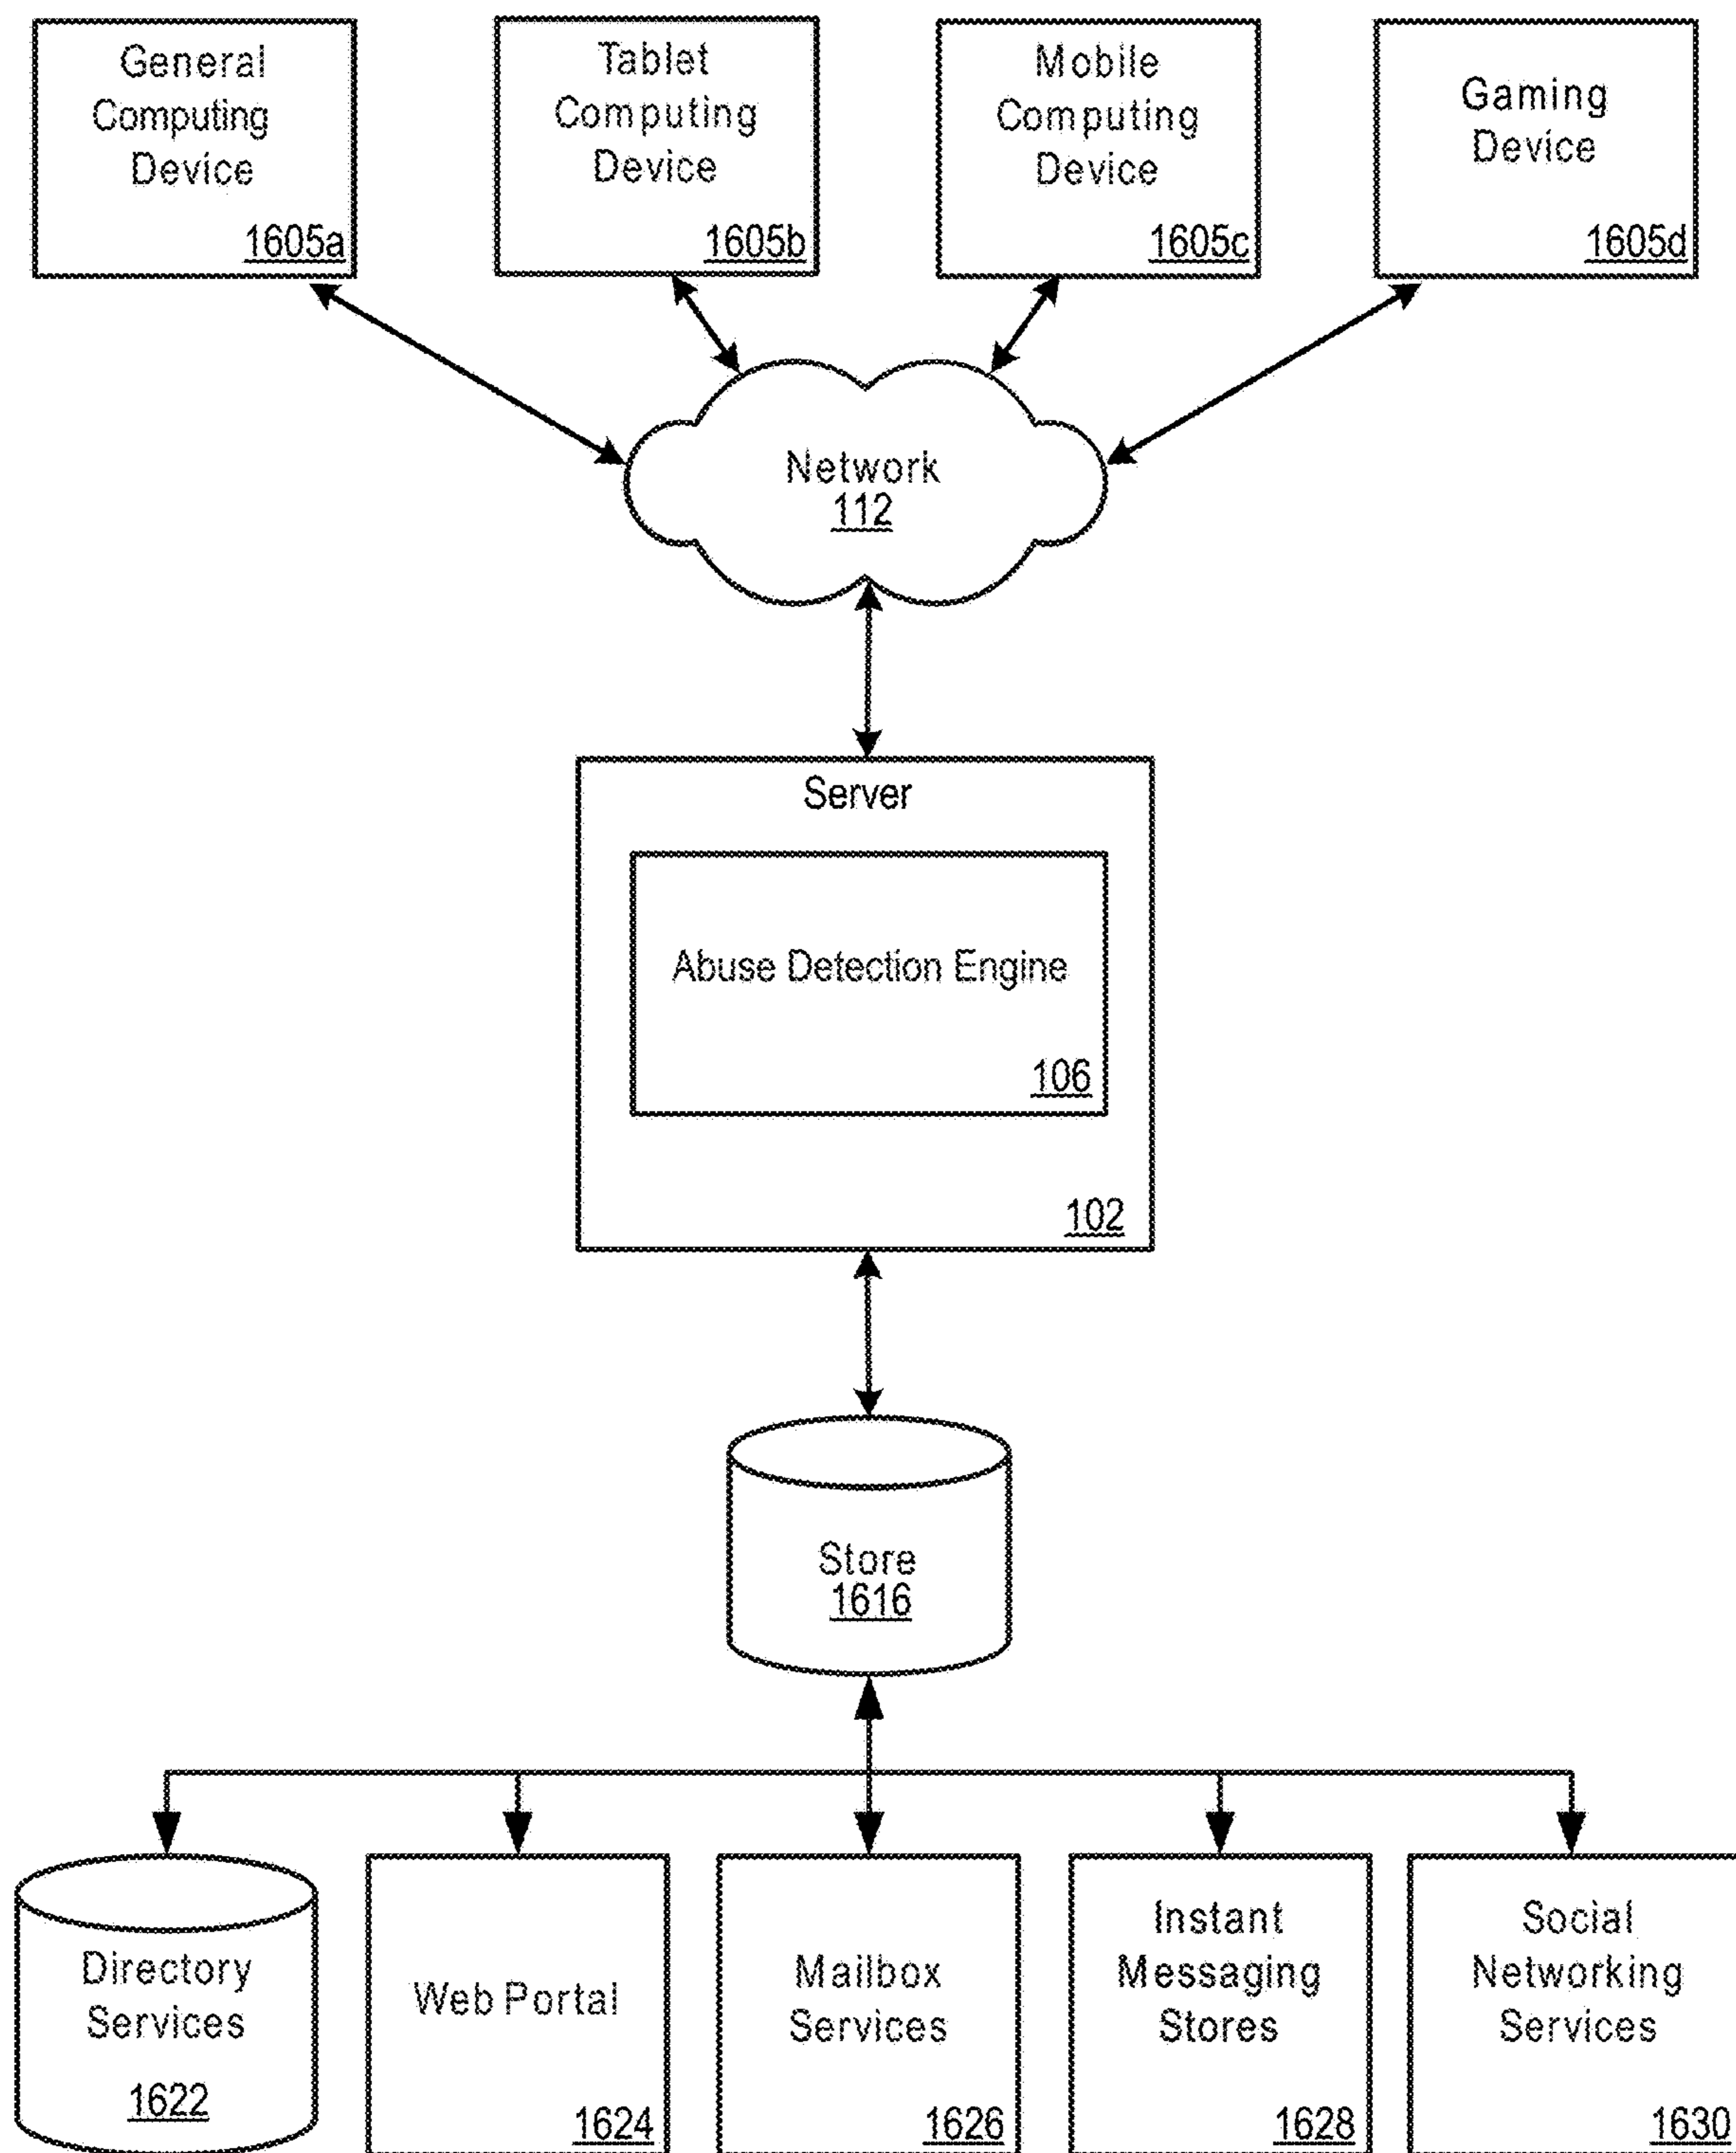 General
Computing
Device
1605a
Tablet
Computing
Device
1605b
Mobile
Computing
Device
1605c
Gaming
Device
1605d
Network
112
Server
Abuse Detection Engine
106
102
Store
1616
Directory
Services
1622
Web Portal
1624
Mailbox
Services
1626
Instant
Messaging
Stores
1628
Social
Networking
Services
1630